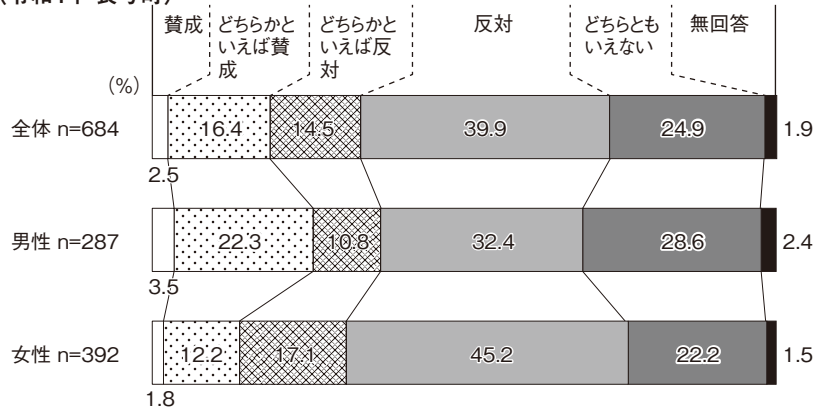 賛成 どちらかと どちらかと 反対 どちらとも 無回答
いえば賛 いえば反 いえない
成 対
(%)
全体 n=684 16.4 14.5 39.9 24.9 1.9
2.5
男性 n=287 22.3 10.8 32.4 28.6 2.4
3.5
女性 n=392 12.2 17.1 45.2 22.2 1.5
1.8